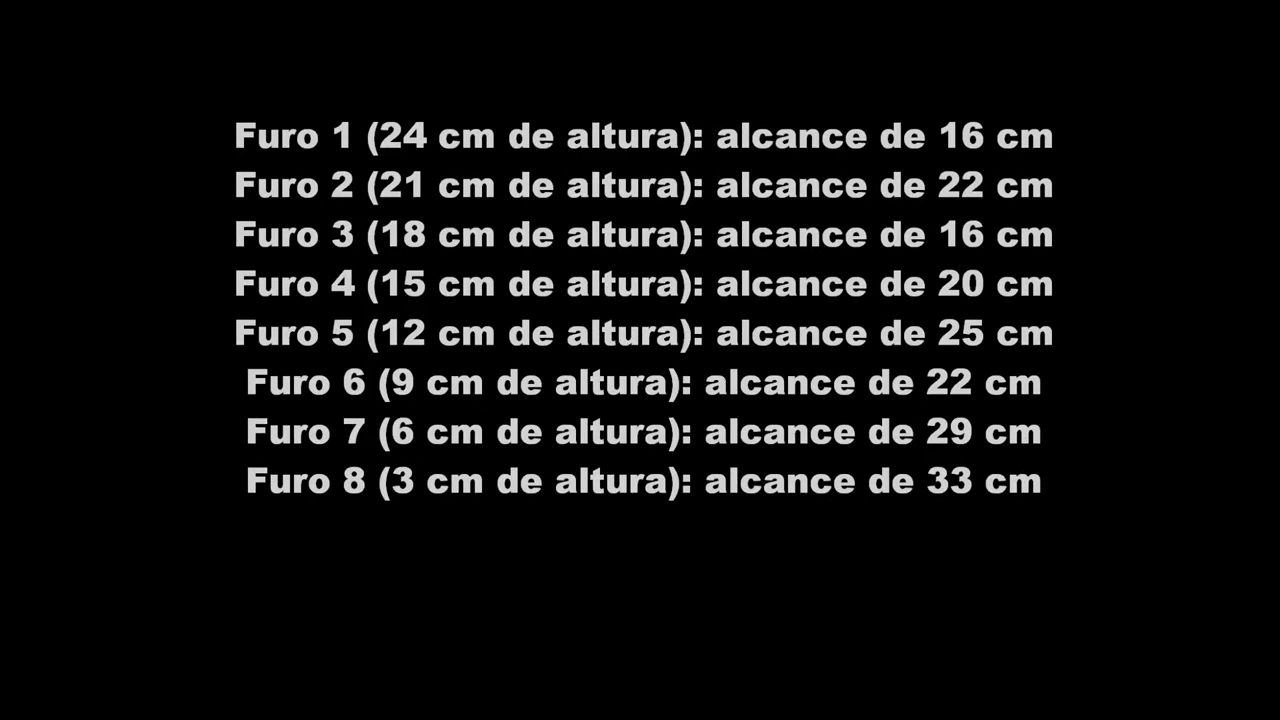 Furo 1 (24 cm de altura): alcance de 16 cm
Furo 2 (21 cm de altura): alcance de 22 cm
Furo 3 (18 cm de altura): alcance de 16 cm
Furo 4 (15 cm de altura): alcance de 20 cm
Furo 5 (12 cm de altura): alcance de 25 cm
Furo 6 (9 cm de altura): alcance de 22 cm
Furo 7 (6 cm de altura): alcance de 29 cm
Furo 8 (3 cm de altura): alcance de 33 cm